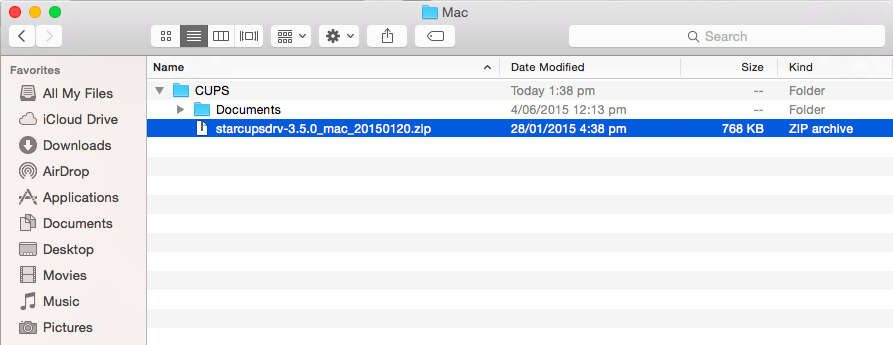 Mac
Search
Favorites
All My Files
iCloud Drive
Downloads
AirDrop
Applications
Documents
Desktop
Movies
Music
Pictures
Name Date Modified Size Kind
CUPS Today 1:38 pm -- Folder
Documents 4/06/2015 12:13 pm -- Folder
starcupsdrv-3.5.0_mac_20150120.zip 28/01/2015 4:38 pm 768 KB ZIP archive